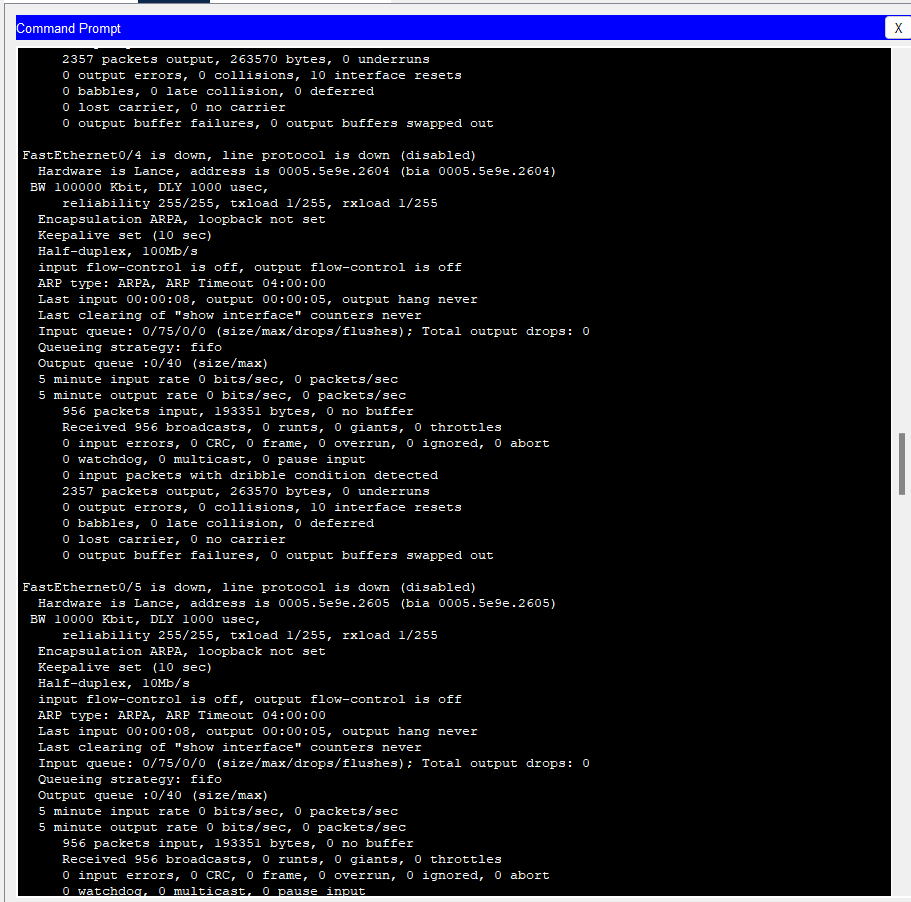 Command Prompt
X
2357 packets output, 263570 bytes, 0 underruns
0 output errors, 0 collisions, 10 interface resets
0 babbles, 0 late collision, 0 deferred
0 lost carrier, 0 no carrier
0 output buffer failures, 0 output buffers swapped out
FastEthernet0/4 is down, line protocol is down (disabled)
Hardware is Lance, address is 0005.5e9e.2604 (bia 0005.5e9e.2604)
BW 100000 Kbit, DLY 1000 usec,
reliability 255/255, txload 1/255, rxload 1/255
Encapsulation ARPA, loopback not set
Keepalive set (10 sec)
Half-duplex, 100Mb/s
input flow-control is off, output flow-control is off
ARP type: ARPA, ARP Timeout 04:00:00
Last input 00:00:08, output 00:00:05, output hang never
Last clearing of "show interface" counters never
Input queue: 0/75/0/0 (size/max/drops/flushes); Total output drops: 0
Queueing strategy: fifo
Output queue :0/40 (size/max)
5 minute input rate 0 bits/sec, 0 packets/sec
5 minute output rate 0 bits/sec, 0 packets/sec
956 packets input, 193351 bytes, 0 no buffer
Received 956 broadcasts, 0 runts, 0 giants, 0 throttles
0 input errors, 0 CRC, 0 frame, 0 overrun, 0 ignored, 0 abort
0 watchdog, 0 multicast, 0 pause input
0 input packets with dribble condition detected
2357 packets output, 263570 bytes, 0 underruns
0 output errors, 0 collisions, 10 interface resets
0 babbles, 0 late collision, 0 deferred
0 lost carrier, 0 no carrier
0 output buffer failures, 0 output buffers swapped out
FastEthernet0/5 is down, line protocol is down (disabled)
Hardware is Lance, address is 0005.5e9e.2605 (bia 0005.5e9e.2605)
BW 10000 Kbit, DLY 1000 usec,
reliability 255/255, txload 1/255, rxload 1/255
Encapsulation ARPA, loopback not set
Keepalive set (10 sec)
Half-duplex, 10Mb/s
input flow-control is off, output flow-control is off
ARP type: ARPA, ARP Timeout 04:00:00
Last input 00:00:08, output 00:00:05, output hang never
Last clearing of "show interface" counters never
Input queue: 0/75/0/0 (size/max/drops/flushes); Total output drops: 0
Queueing strategy: fifo
Output queue :0/40 (size/max)
5 minute input rate 0 bits/sec, 0 packets/sec
5 minute output rate 0 bits/sec, 0 packets/sec
956 packets input, 193351 bytes, 0 no buffer
Received 956 broadcasts, 0 runts, 0 giants, 0 throttles
0 input errors, 0 CRC, 0 frame, 0 overrun, 0 ignored, 0 abort
0 watchdog, 0 multicast, 0 pause input